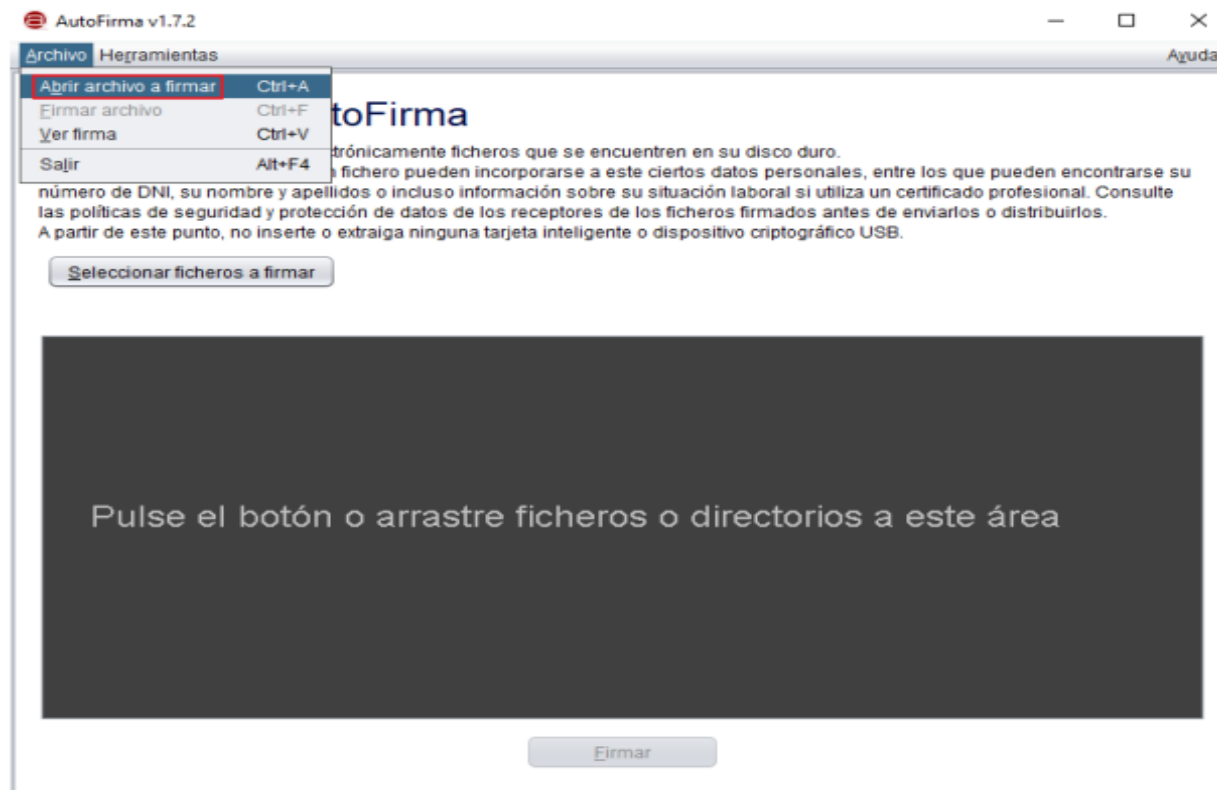 AutoFirma v1.7.2
Archivo Herramientas Ayuda
Abrir archivo a firmar Ctrl+A
Firmar archivo Ctrl+F
Ver firma Ctrl+V
Salir Alt+F4
toFirma
trónicamente ficheros que se encuentren en su disco duro.
fichero pueden incorporarse a este ciertos datos personales, entre los que pueden encontrarse su
número de DNI, su nombre y apellidos o incluso información sobre su situación laboral si utiliza un certificado profesional. Consulte
las políticas de seguridad y protección de datos de los receptores de los ficheros firmados antes de enviarlos o distribuirlos.
A partir de este punto, no inserte o extraiga ninguna tarjeta inteligente o dispositivo criptográfico USB.
Seleccionar ficheros a firmar
Pulse el botón o arrastre ficheros o directorios a este área
Firmar